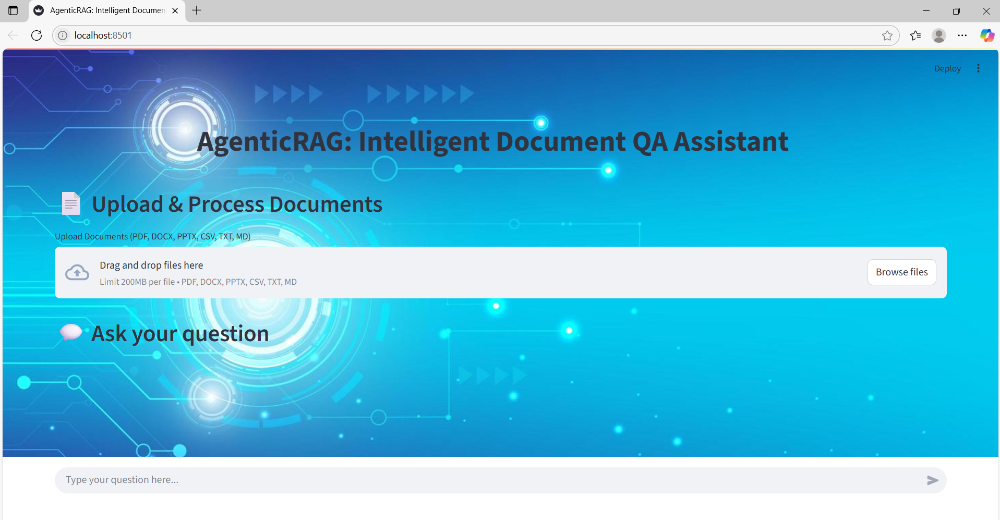 AgenticRAG: Intelligent Documen
localhost:8501
Deploy
AgenticRAG: Intelligent Document QA Assistant
Upload & Process Documents
Upload Documents (PDF, DOCX, PPTX, CSV, TXT, MD)
Drag and drop files here
Limit 200MB per file • PDF, DOCX, PPTX, CSV, TXT, MD
Browse files
Ask your question
Type your question here...